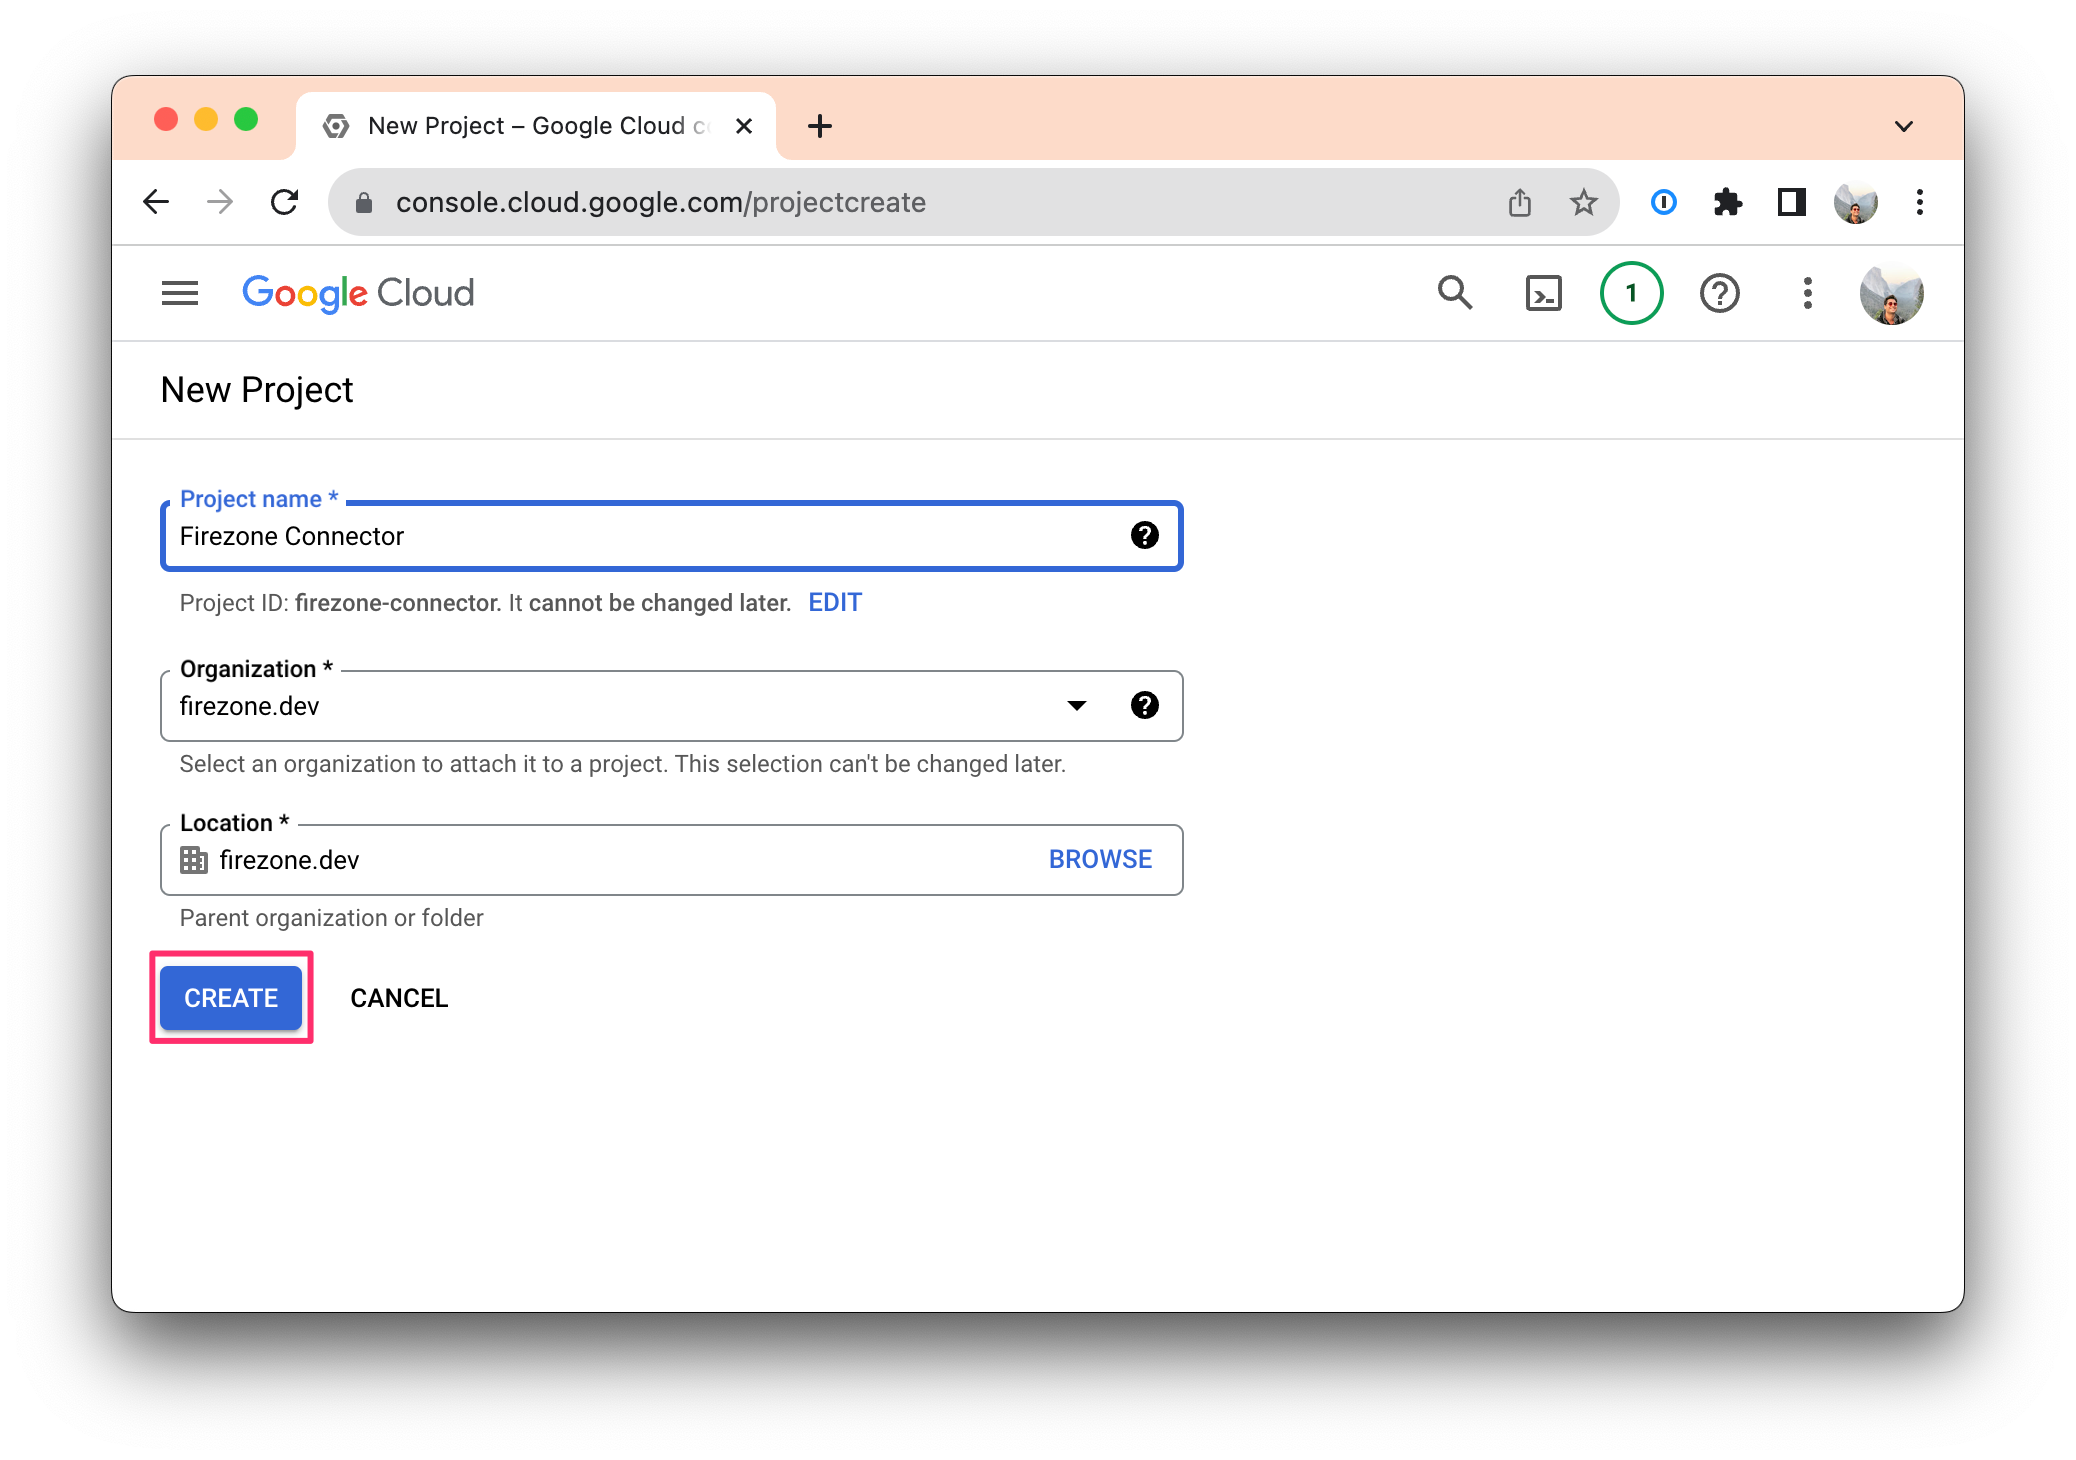 New Project – Google Cloud
console.cloud.google.com/projectcreate
Google Cloud
1
New Project
Project name *
Firezone Connector
Project ID: firezone-connector. It cannot be changed later. EDIT
Organization *
firezone.dev
Select an organization to attach it to a project. This selection can't be changed later.
Location *
firezone.dev BROWSE
Parent organization or folder
CREATE CANCEL